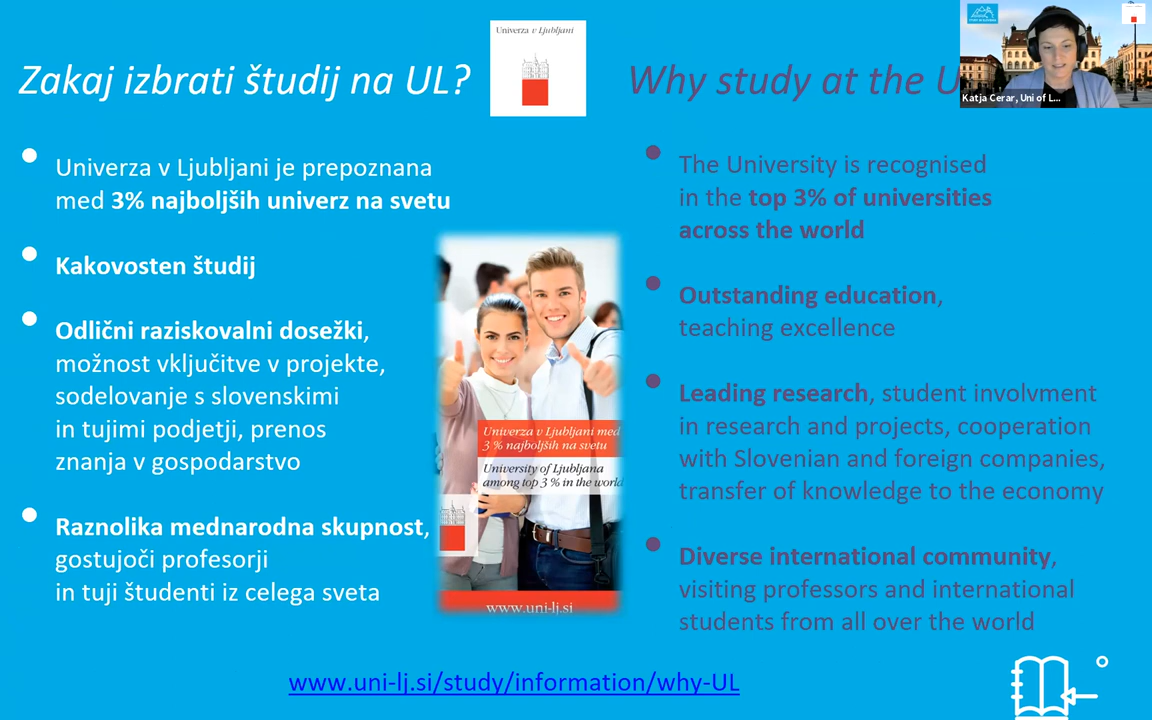 Zakaj izbrati študij na UL?
Univerza v Ljubljani
Why study at the U
Katja Cerar, Uni of L...
Univerza v Ljubljani je prepoznana
med 3% najboljših univerz na svetu
Kakovosten študij
Odlični raziskovalni dosežki,
možnost vključitve v projekte,
sodelovanje s slovenskimi
in tujimi podjetji, prenos
znanja v gospodarstvo
Raznolika mednarodna skupnost,
gostujoči profesorji
in tuji študenti iz celega sveta
Univerza v Ljubljani med
3 % najboljših na svetu
University of Ljubljana
among top 3 % in the world
www.uni-lj.si
The University is recognised
in the top 3% of universities
across the world
Outstanding education,
teaching excellence
Leading research, student involvment
in research and projects, cooperation
with Slovenian and foreign companies,
transfer of knowledge to the economy
Diverse international community,
visiting professors and international
students from all over the world
www.uni-lj.si/study/information/why-UL